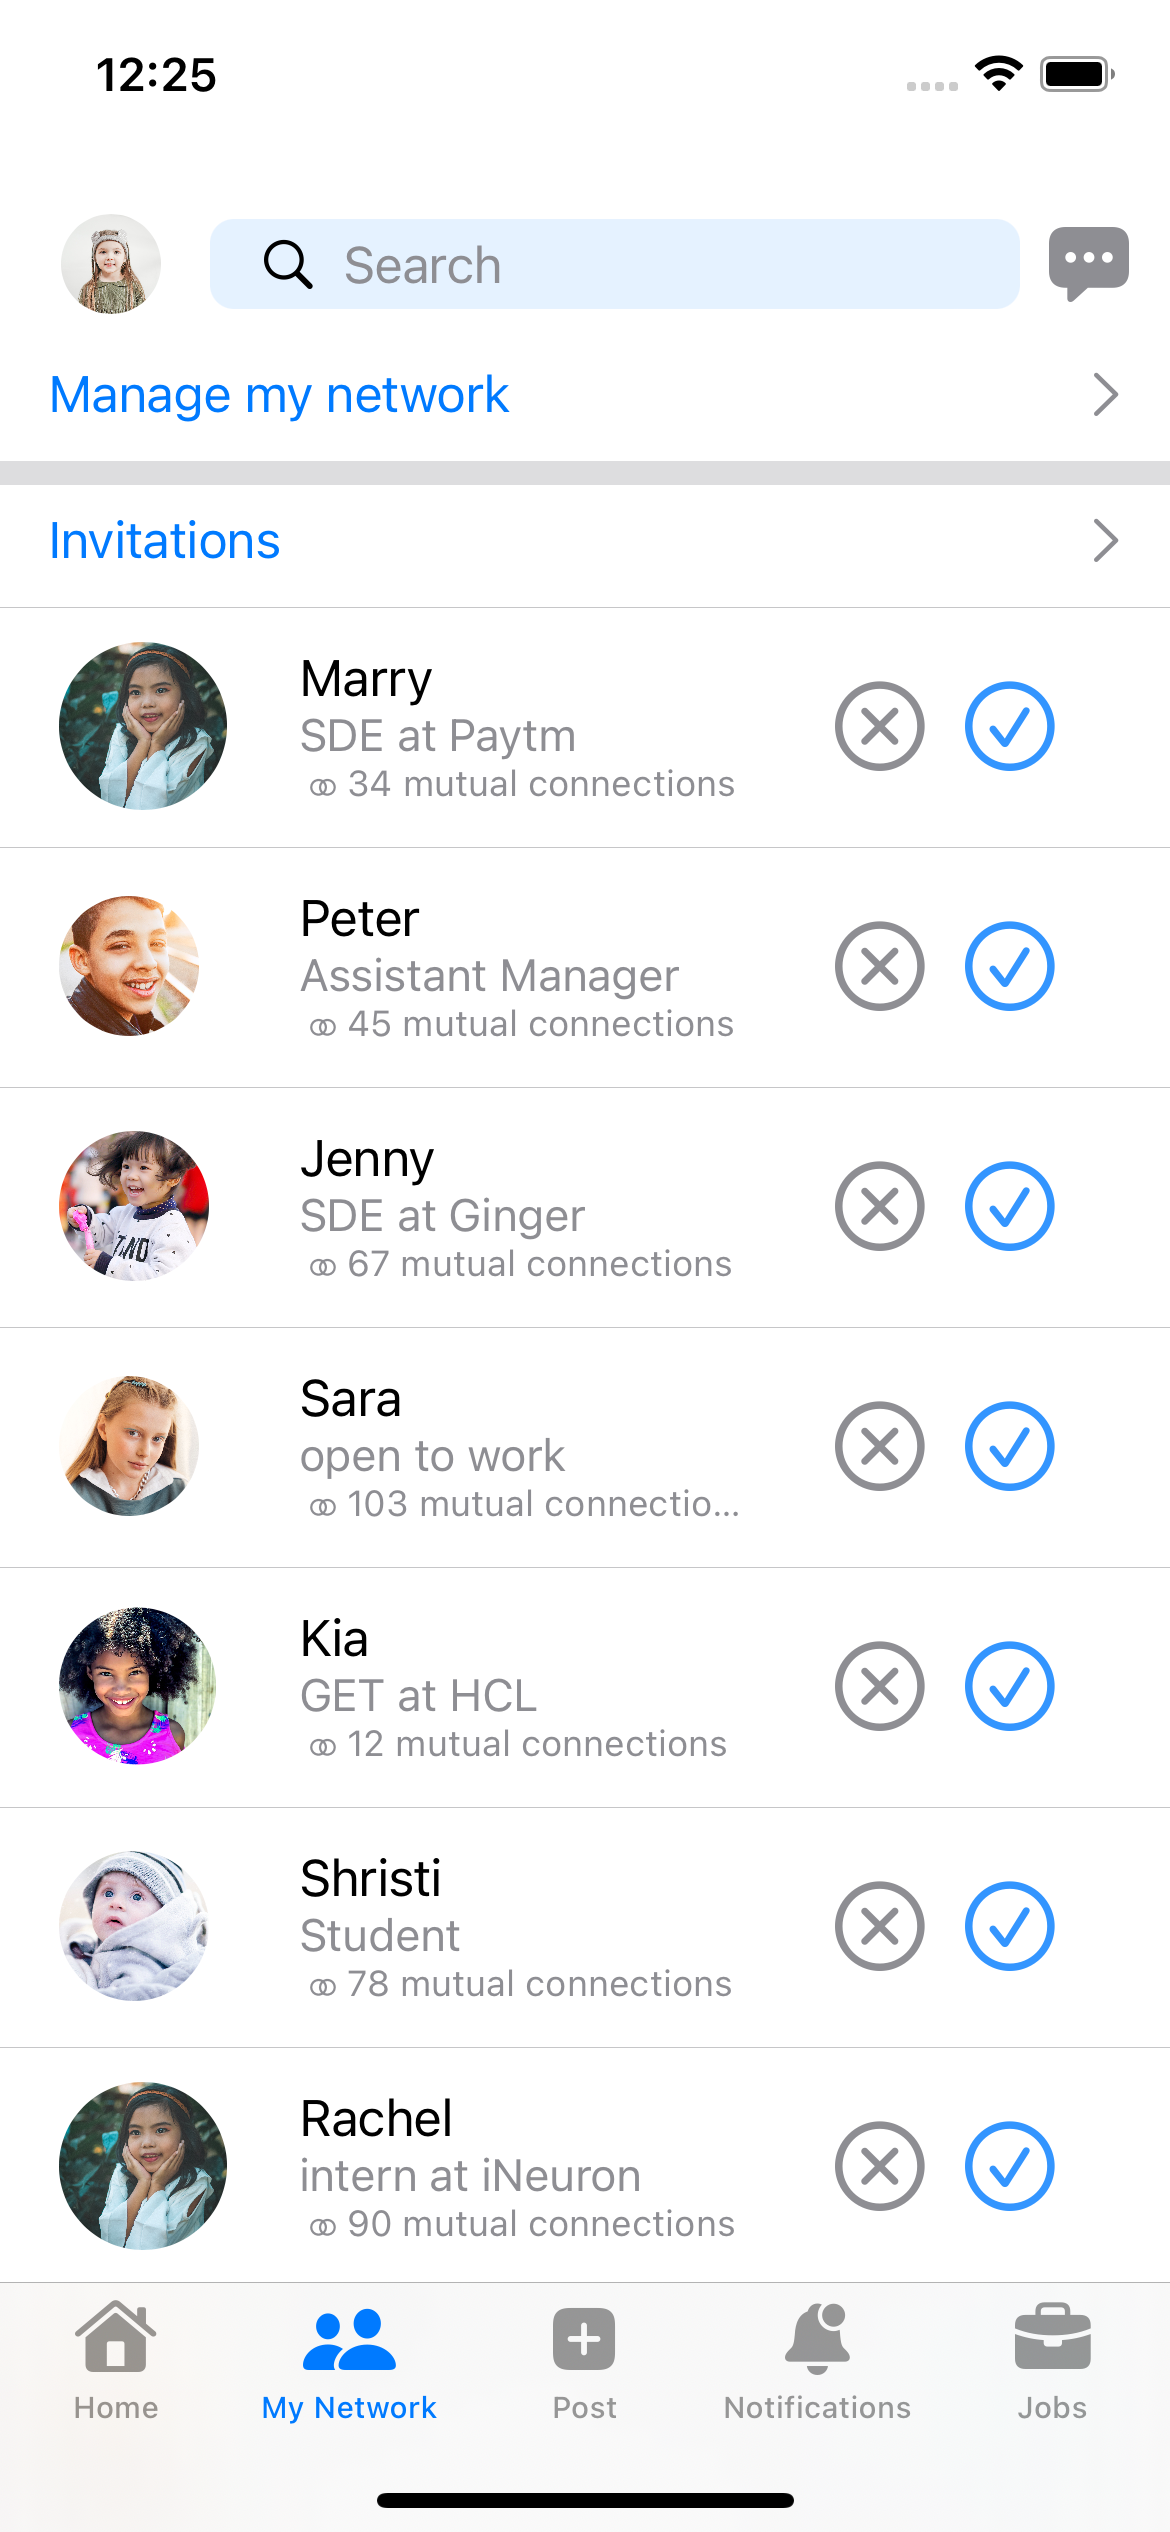 12:25
Search
Manage my network
Invitations
Marry
SDE at Paytm
34 mutual connections
Peter
Assistant Manager
45 mutual connections
Jenny
SDE at Ginger
67 mutual connections
Sara
open to work
103 mutual connectio...
Kia
GET at HCL
12 mutual connections
Shristi
Student
78 mutual connections
Rachel
intern at iNeuron
90 mutual connections
Home My Network Post Notifications Jobs